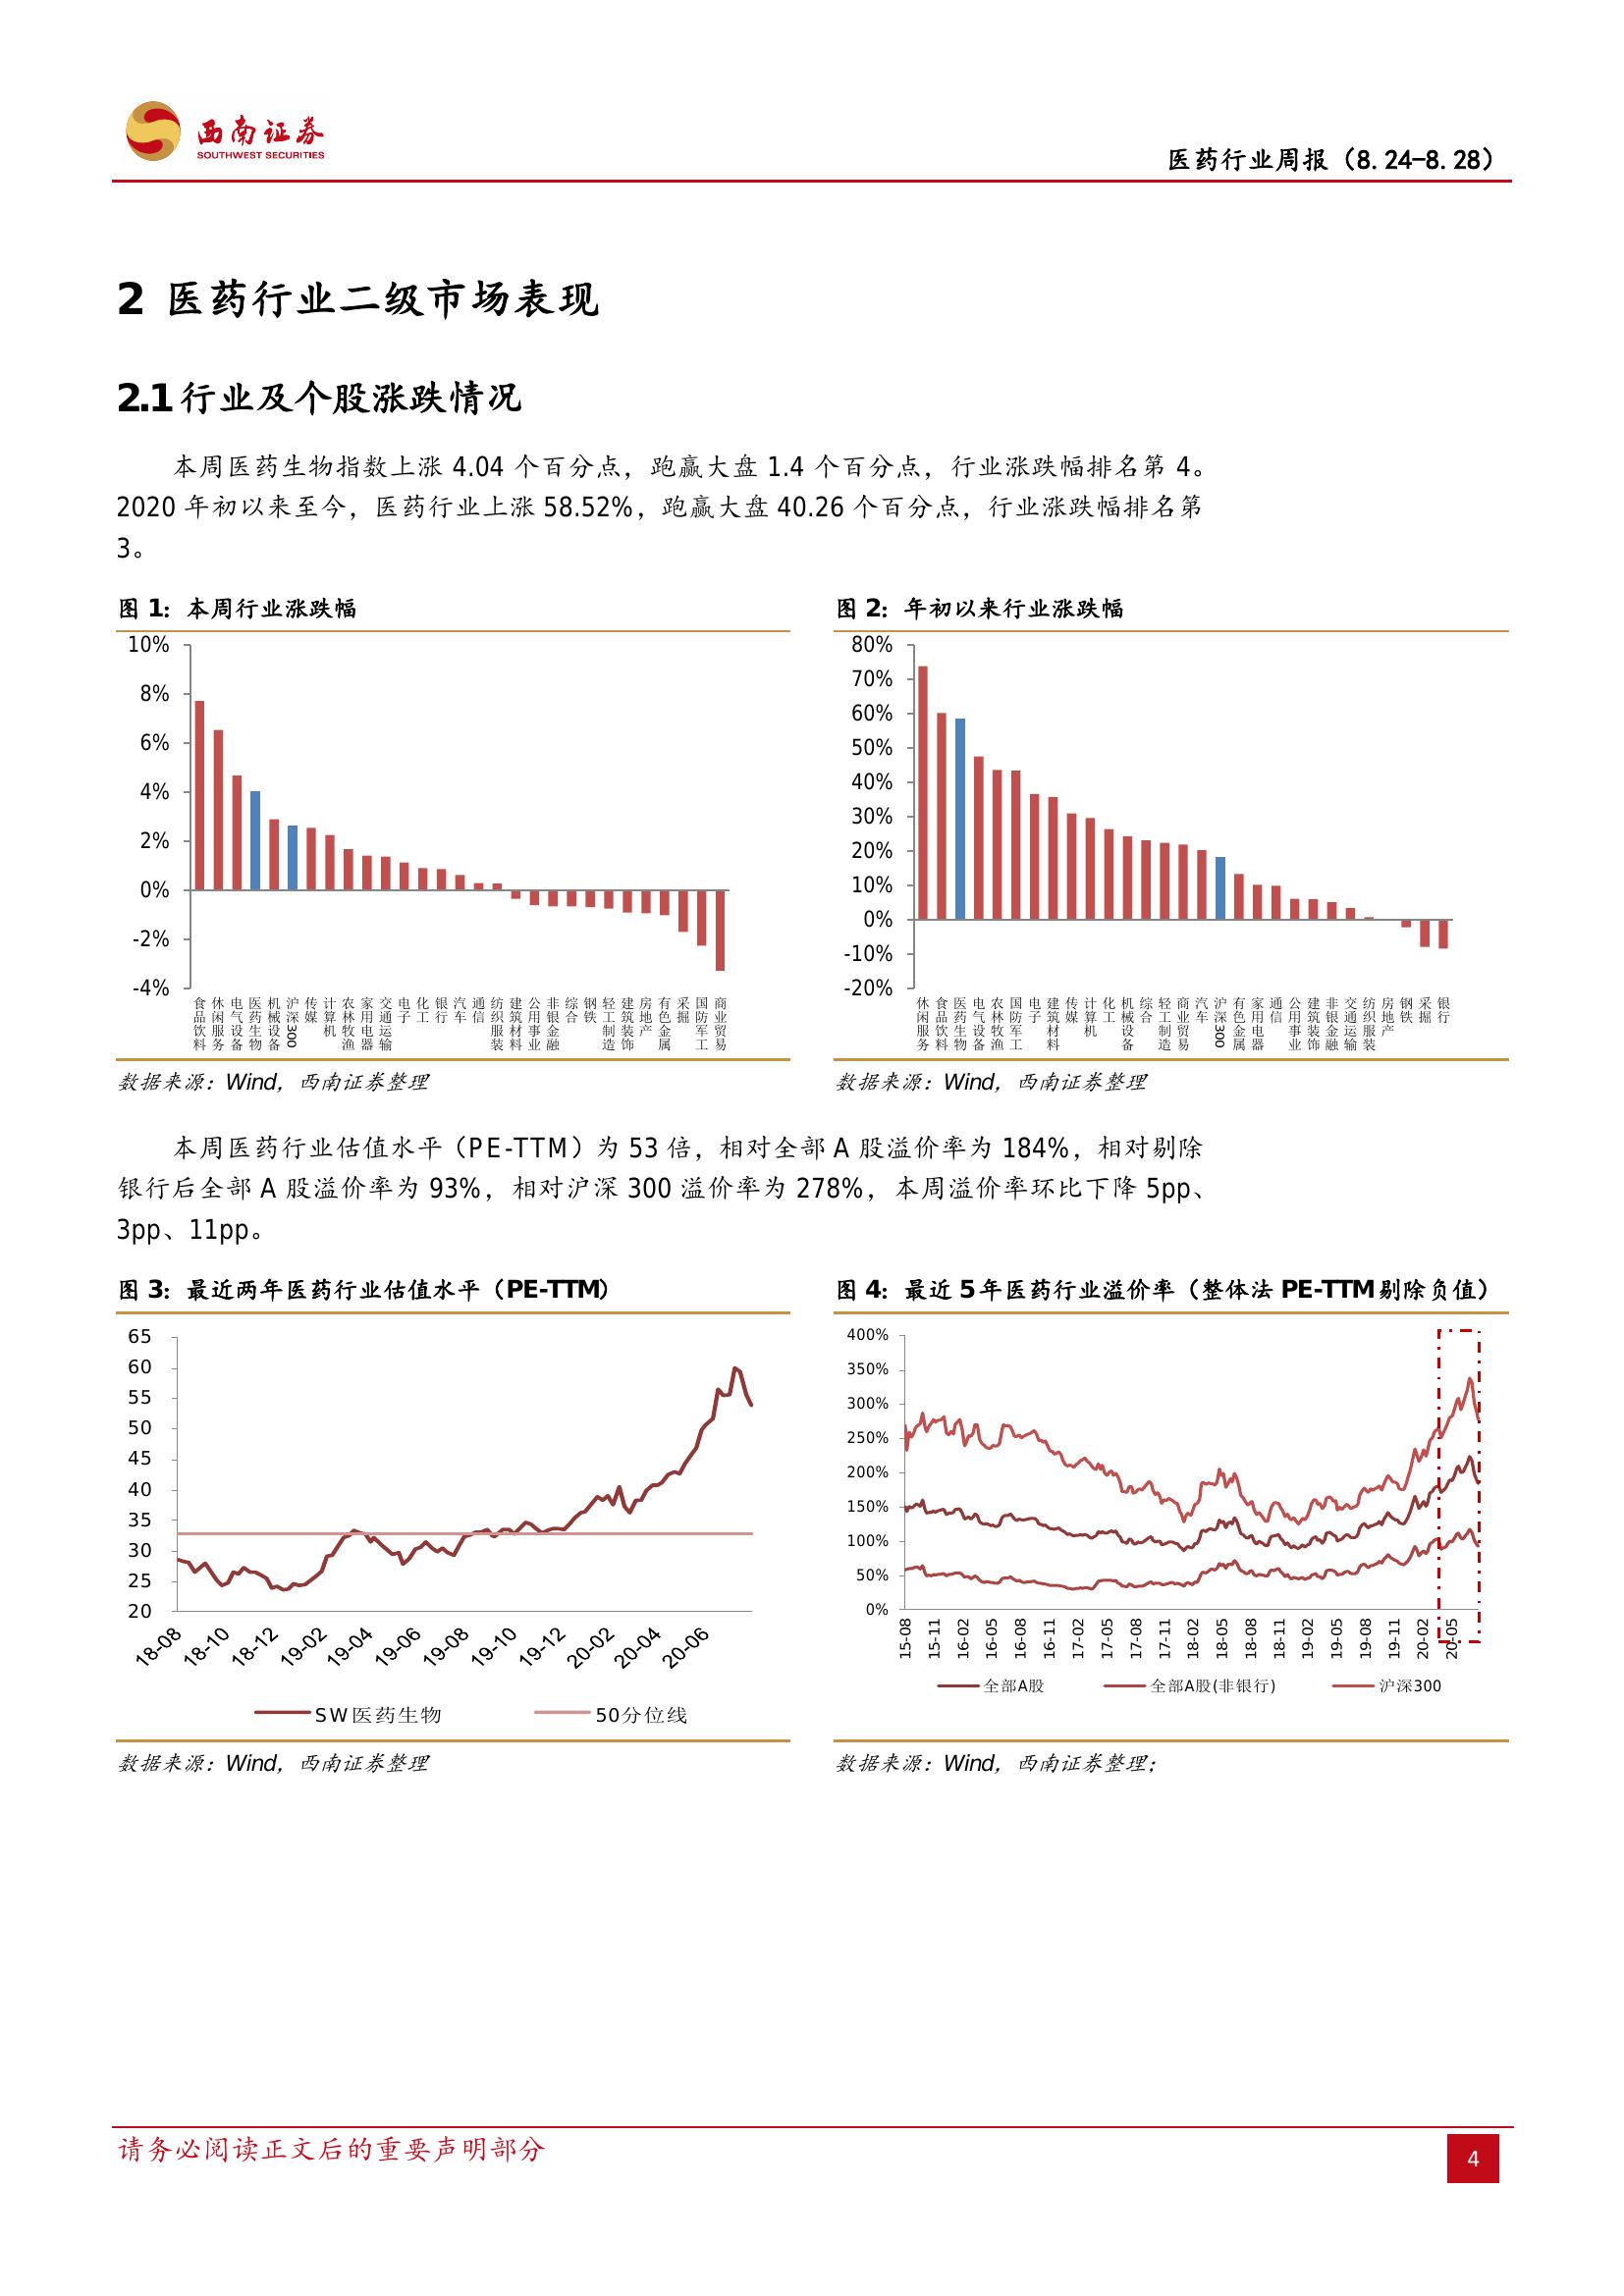 西南证券
SOUTHWEST SECURITIES
医药行业周报（8.24-8.28）
2 医药行业二级市场表现
2.1 行业及个股涨跌情况
本周医药生物指数上涨 4.04 个百分点，跑赢大盘 1.4 个百分点，行业涨跌幅排名第 4。
2020 年初以来至今，医药行业上涨 58.52%，跑赢大盘 40.26 个百分点，行业涨跌幅排名第
3。
图 1：本周行业涨跌幅
10%
8%
6%
4%
2%
0%
-2%
-4%
食品饮料
休闲服务
电气设备
医药生物
机械设备
沪深300
传媒
计算机
农林牧渔
家用电器
交通运输
电子
化工
银行
汽车
通信
纺织服装
建筑材料
公用事业
非银金融
综合
钢铁
轻工制造
建筑装饰
房地产
有色金属
采掘
国防军工
商业贸易
数据来源：Wind，西南证券整理
图 2：年初以来行业涨跌幅
80%
70%
60%
50%
40%
30%
20%
10%
0%
-10%
-20%
休闲服务
食品饮料
医药生物
电气设备
农林牧渔
国防军工
电子
建筑材料
传媒
计算机
化工
机械设备
综合
轻工制造
商业贸易
汽车
沪深300
有色金属
家用电器
通信
公用事业
建筑装饰
非银金融
交通运输
纺织服装
房地产
钢铁
采掘
银行
数据来源：Wind，西南证券整理
本周医药行业估值水平（PE-TTM）为 53 倍，相对全部 A 股溢价率为 184%，相对剔除
银行后全部 A 股溢价率为 93%，相对沪深 300 溢价率为 278%，本周溢价率环比下降 5pp、
3pp、11pp。
图 3：最近两年医药行业估值水平（PE-TTM）
65
60
55
50
45
40
35
30
25
20
18-08
18-10
18-12
19-02
19-04
19-06
19-08
19-10
19-12
20-02
20-04
20-06
SW医药生物
50分位线
数据来源：Wind，西南证券整理
图 4：最近 5 年医药行业溢价率（整体法 PE-TTM 剔除负值）
400%
350%
300%
250%
200%
150%
100%
50%
0%
15-08
15-11
16-02
16-05
16-08
16-11
17-02
17-05
17-08
17-11
18-02
18-05
18-08
18-11
19-02
19-05
19-08
19-11
20-02
20-05
全部A股
全部A股(非银行)
沪深300
数据来源：Wind，西南证券整理；
请务必阅读正文后的重要声明部分
4